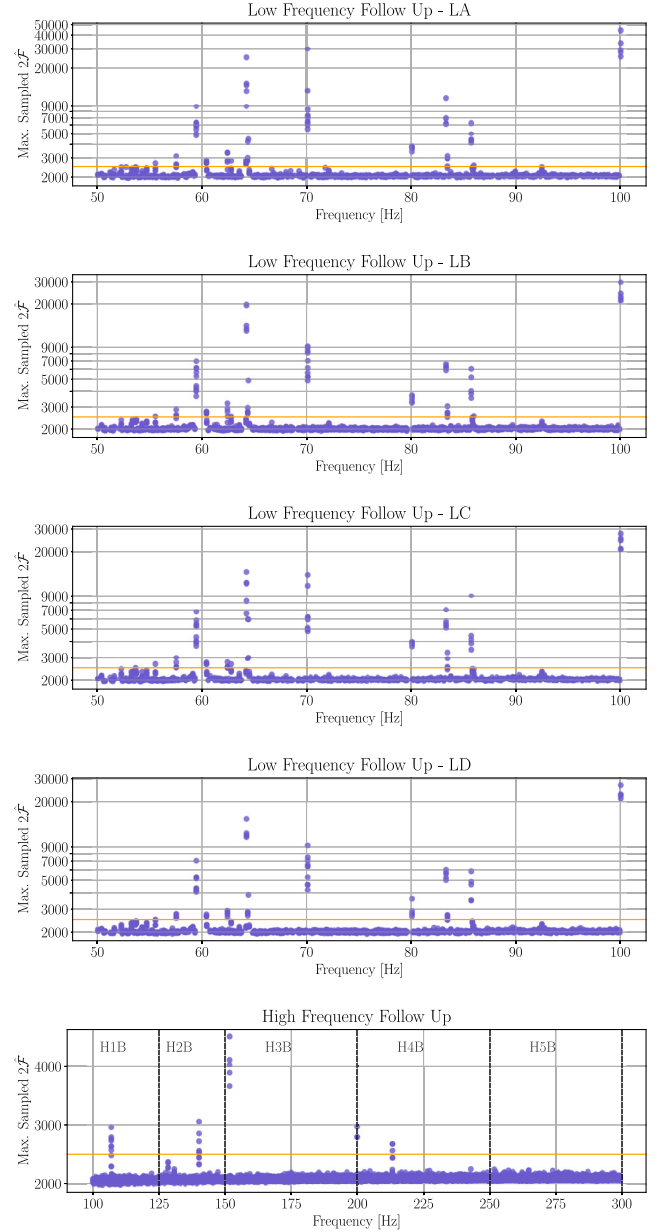 Low Frequency Follow Up - LA
Max. Sampled 2F̂
50000
30000
20000
9000
7000
5000
3000
2000
50 60 70 80 90 100
Frequency [Hz]
Low Frequency Follow Up - LB
Max. Sampled 2F̂
30000
20000
9000
7000
5000
3000
2000
50 60 70 80 90 100
Frequency [Hz]
Low Frequency Follow Up - LC
Max. Sampled 2F̂
30000
20000
9000
7000
5000
3000
2000
50 60 70 80 90 100
Frequency [Hz]
Low Frequency Follow Up - LD
Max. Sampled 2F̂
30000
20000
9000
7000
5000
3000
2000
50 60 70 80 90 100
Frequency [Hz]
High Frequency Follow Up
H1B H2B H3B H4B H5B
Max. Sampled 2F̂
4000
3000
2000
100 125 150 175 200 225 250 275 300
Frequency [Hz]